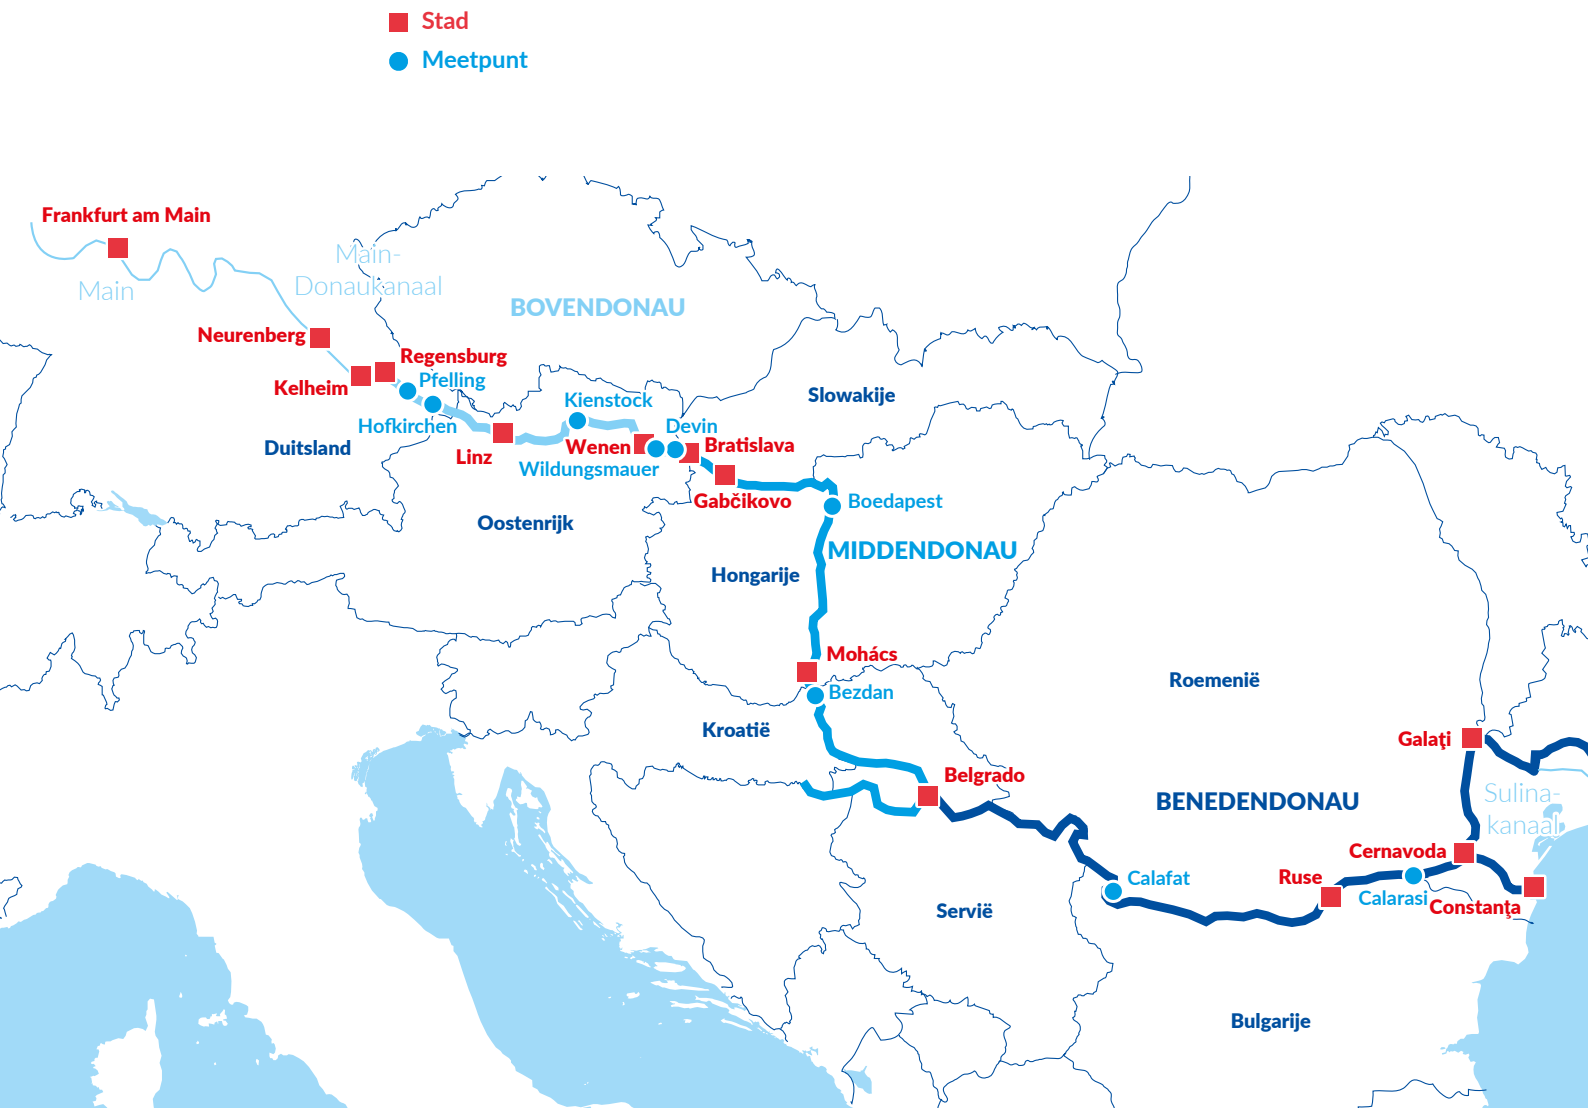 Stad
Meetpunt
Frankfurt am Main
Main-
Donaukanaal
Main
BOVENDONAU
Neurenberg
Regensburg
Pfelling
Kelheim
Slowakije
Kienstock
Hofkirchen
Devin
Duitsland
Linz
Wenen
Bratislava
Wildungsmauer
Gabčikovo
Boedapest
Oostenrijk
MIDDENDONAU
Hongarije
Mohács
Roemenië
Bezdan
Kroatië
Galaţi
Belgrado
Sulina-
kanaal
BENEDENDONAU
Cernavoda
Calafat
Ruse
Calarasi
Constanţa
Servië
Bulgarije